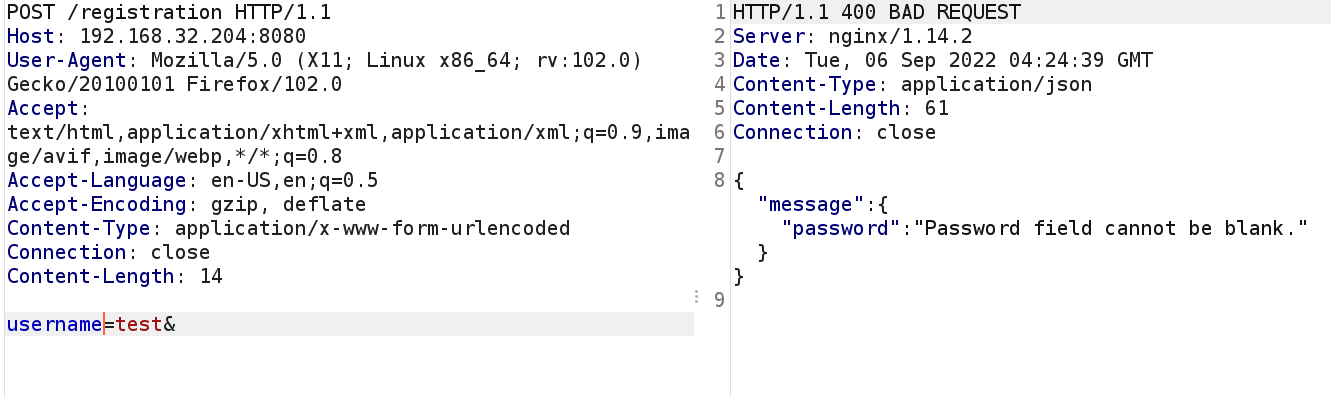 POST /registration HTTP/1.1
Host: 192.168.32.204:8080
User-Agent: Mozilla/5.0 (X11; Linux x86_64; rv:102.0)
Gecko/20100101 Firefox/102.0
Accept:
text/html,application/xhtml+xml,application/xml;q=0.9,ima
ge/avif,image/webp,*/*;q=0.8
Accept-Language: en-US,en;q=0.5
Accept-Encoding: gzip, deflate
Content-Type: application/x-www-form-urlencoded
Connection: close
Content-Length: 14

username=test&

1 HTTP/1.1 400 BAD REQUEST
2 Server: nginx/1.14.2
3 Date: Tue, 06 Sep 2022 04:24:39 GMT
4 Content-Type: application/json
5 Content-Length: 61
6 Connection: close
7
8 {
"message":{
"password":"Password field cannot be blank."
}
}
9